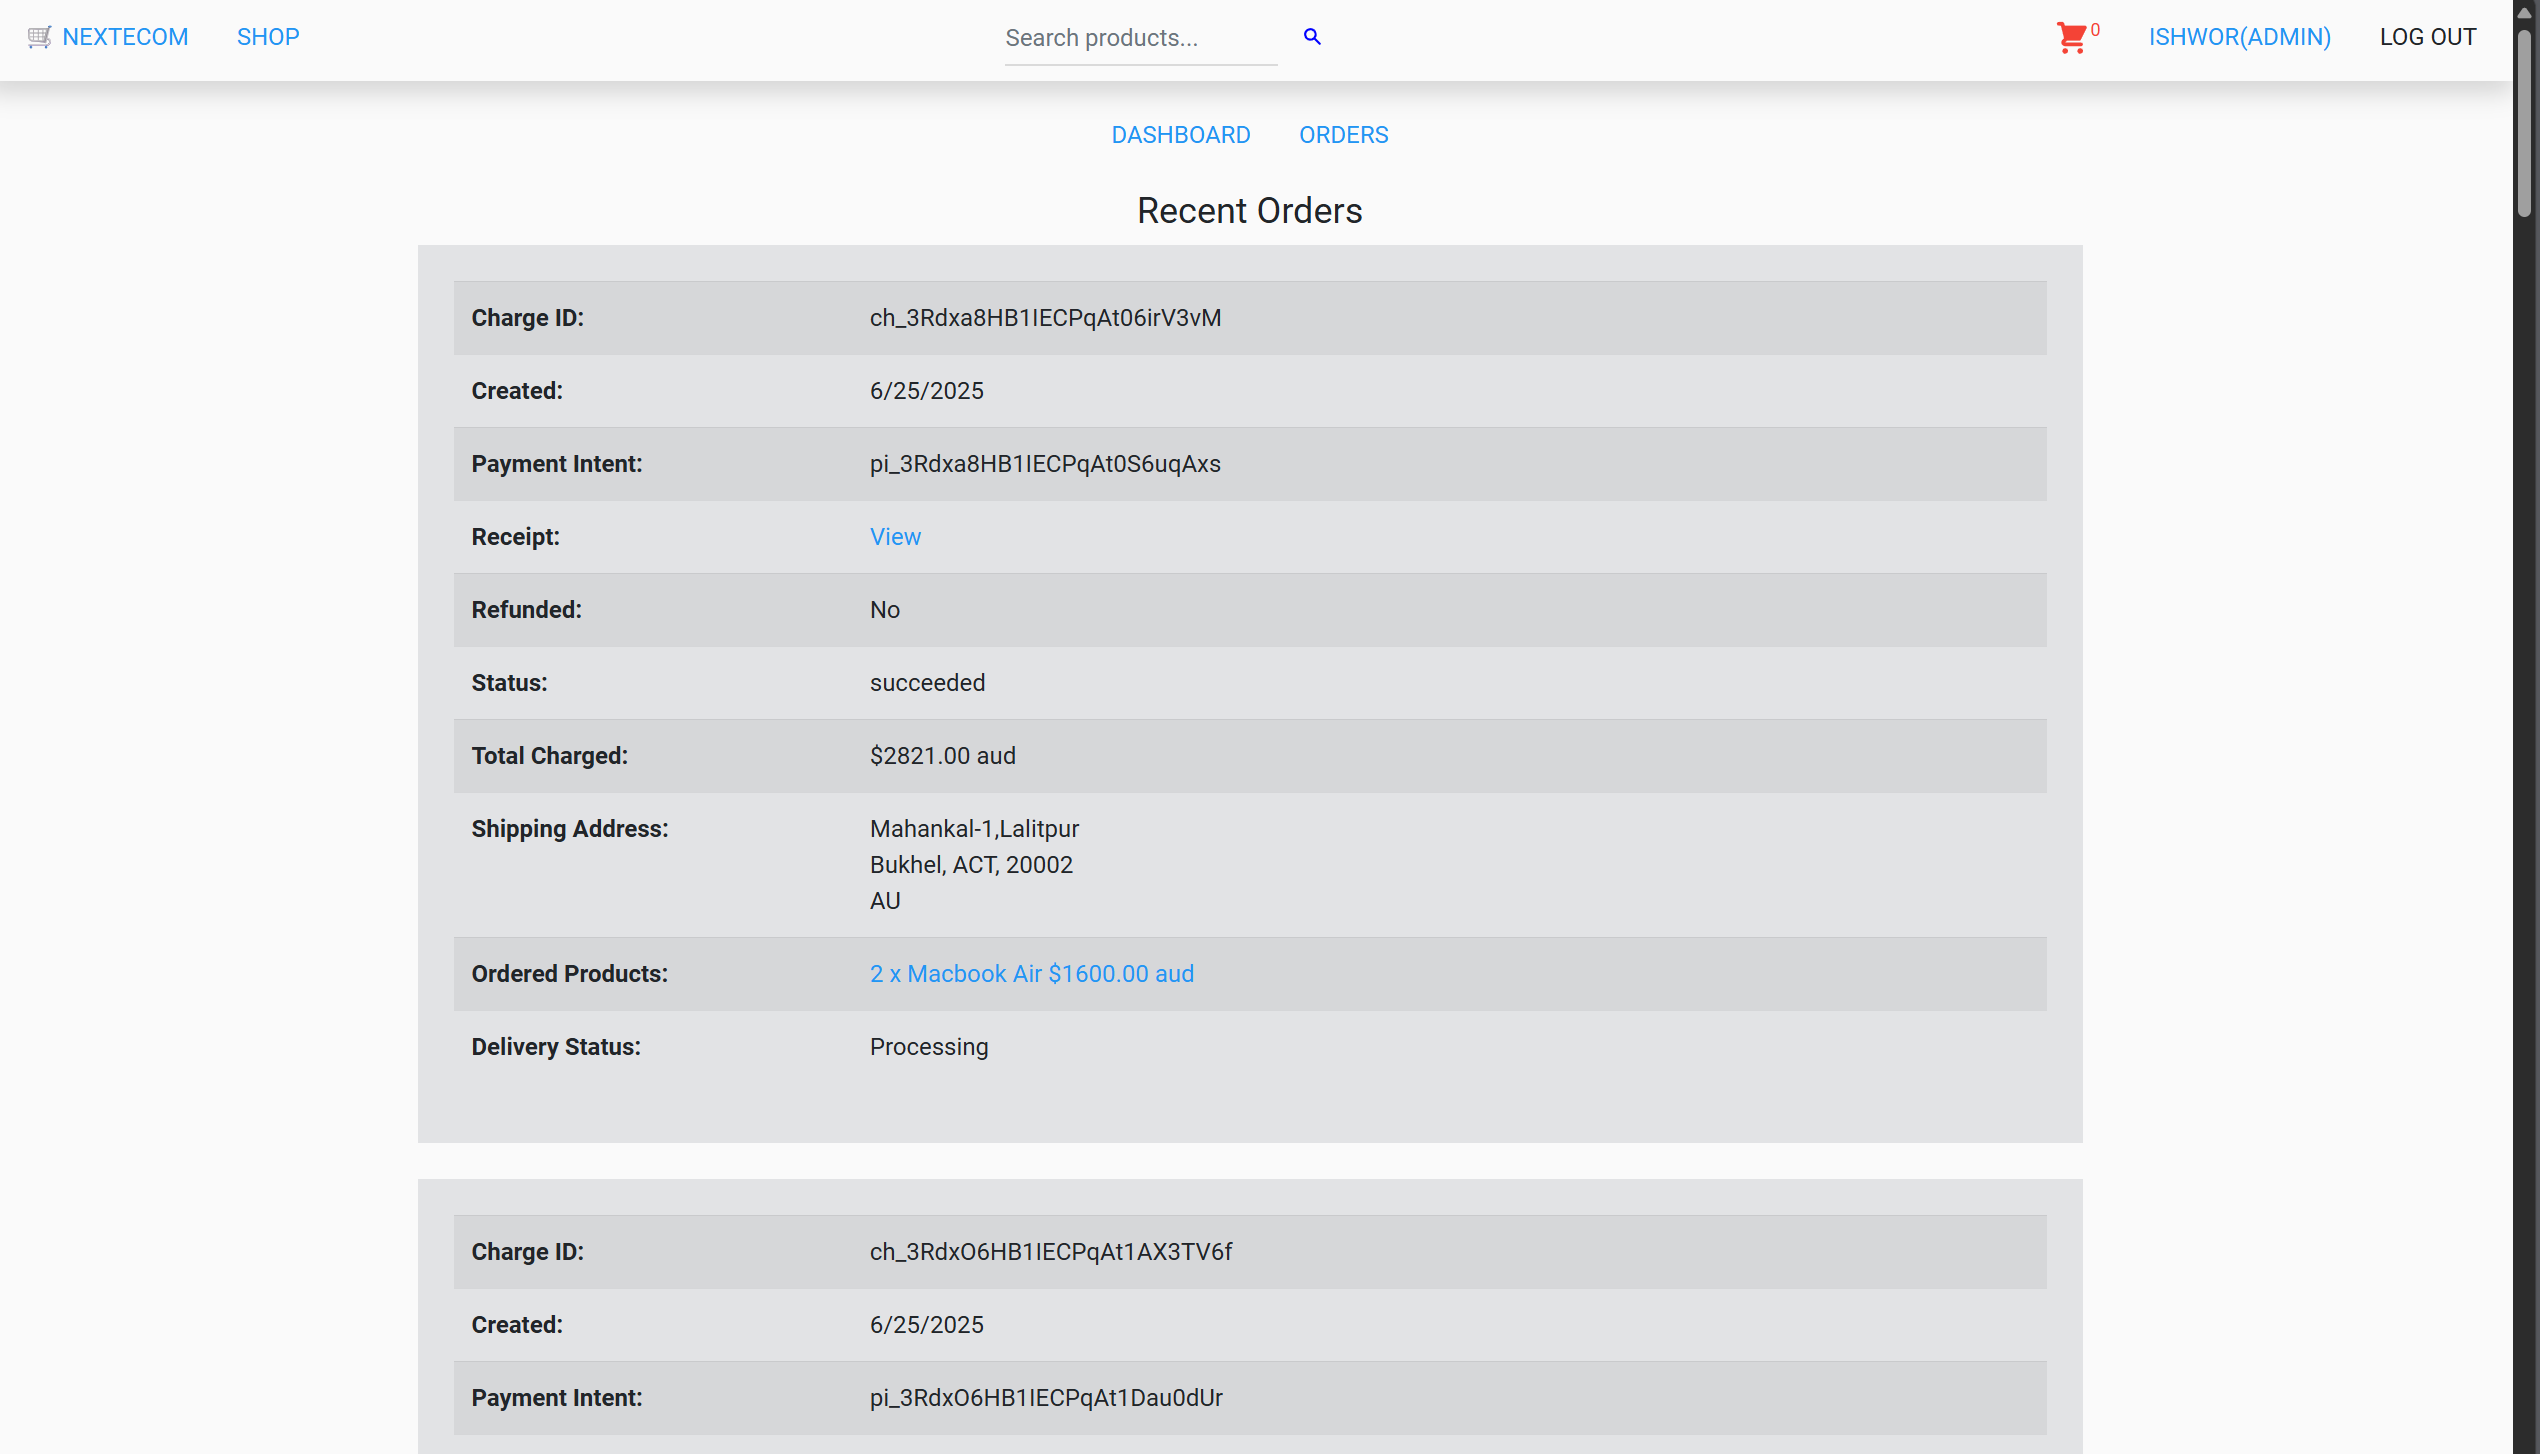 NEXTECOM SHOP Search products... 0 ISHWOR(ADMIN) LOG OUT
DASHBOARD ORDERS
Recent Orders
Charge ID: ch_3Rdxa8HB1IECPqAt06irV3vM
Created: 6/25/2025
Payment Intent: pi_3Rdxa8HB1IECPqAt0S6uqAxs
Receipt: View
Refunded: No
Status: succeeded
Total Charged: $2821.00 aud
Shipping Address: Mahankal-1,Lalitpur
Bukhel, ACT, 20002
AU
Ordered Products: 2 x Macbook Air $1600.00 aud
Delivery Status: Processing
Charge ID: ch_3RdxO6HB1IECPqAt1AX3TV6f
Created: 6/25/2025
Payment Intent: pi_3RdxO6HB1IECPqAt1Dau0dUr